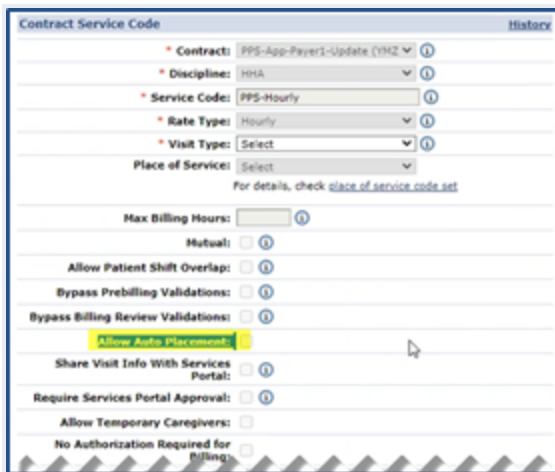 Contract Service Code History
* Contract: PPS-App-Payer1-Update (YMZ
* Discipline: HHA
* Service Code: PPS-Hourly
* Rate Type: Hourly
* Visit Type: Select
Place of Service: Select
For details, check place of service code set
Max Billing Hours:
Mutual:
Allow Patient Shift Overlap:
Bypass Prebilling Validations:
Bypass Billing Review Validations:
Allow Auto Placement:
Share Visit Info With Services
Portal:
Require Services Portal Approval:
Allow Temporary Caregivers:
No Authorization Required for
Billing: